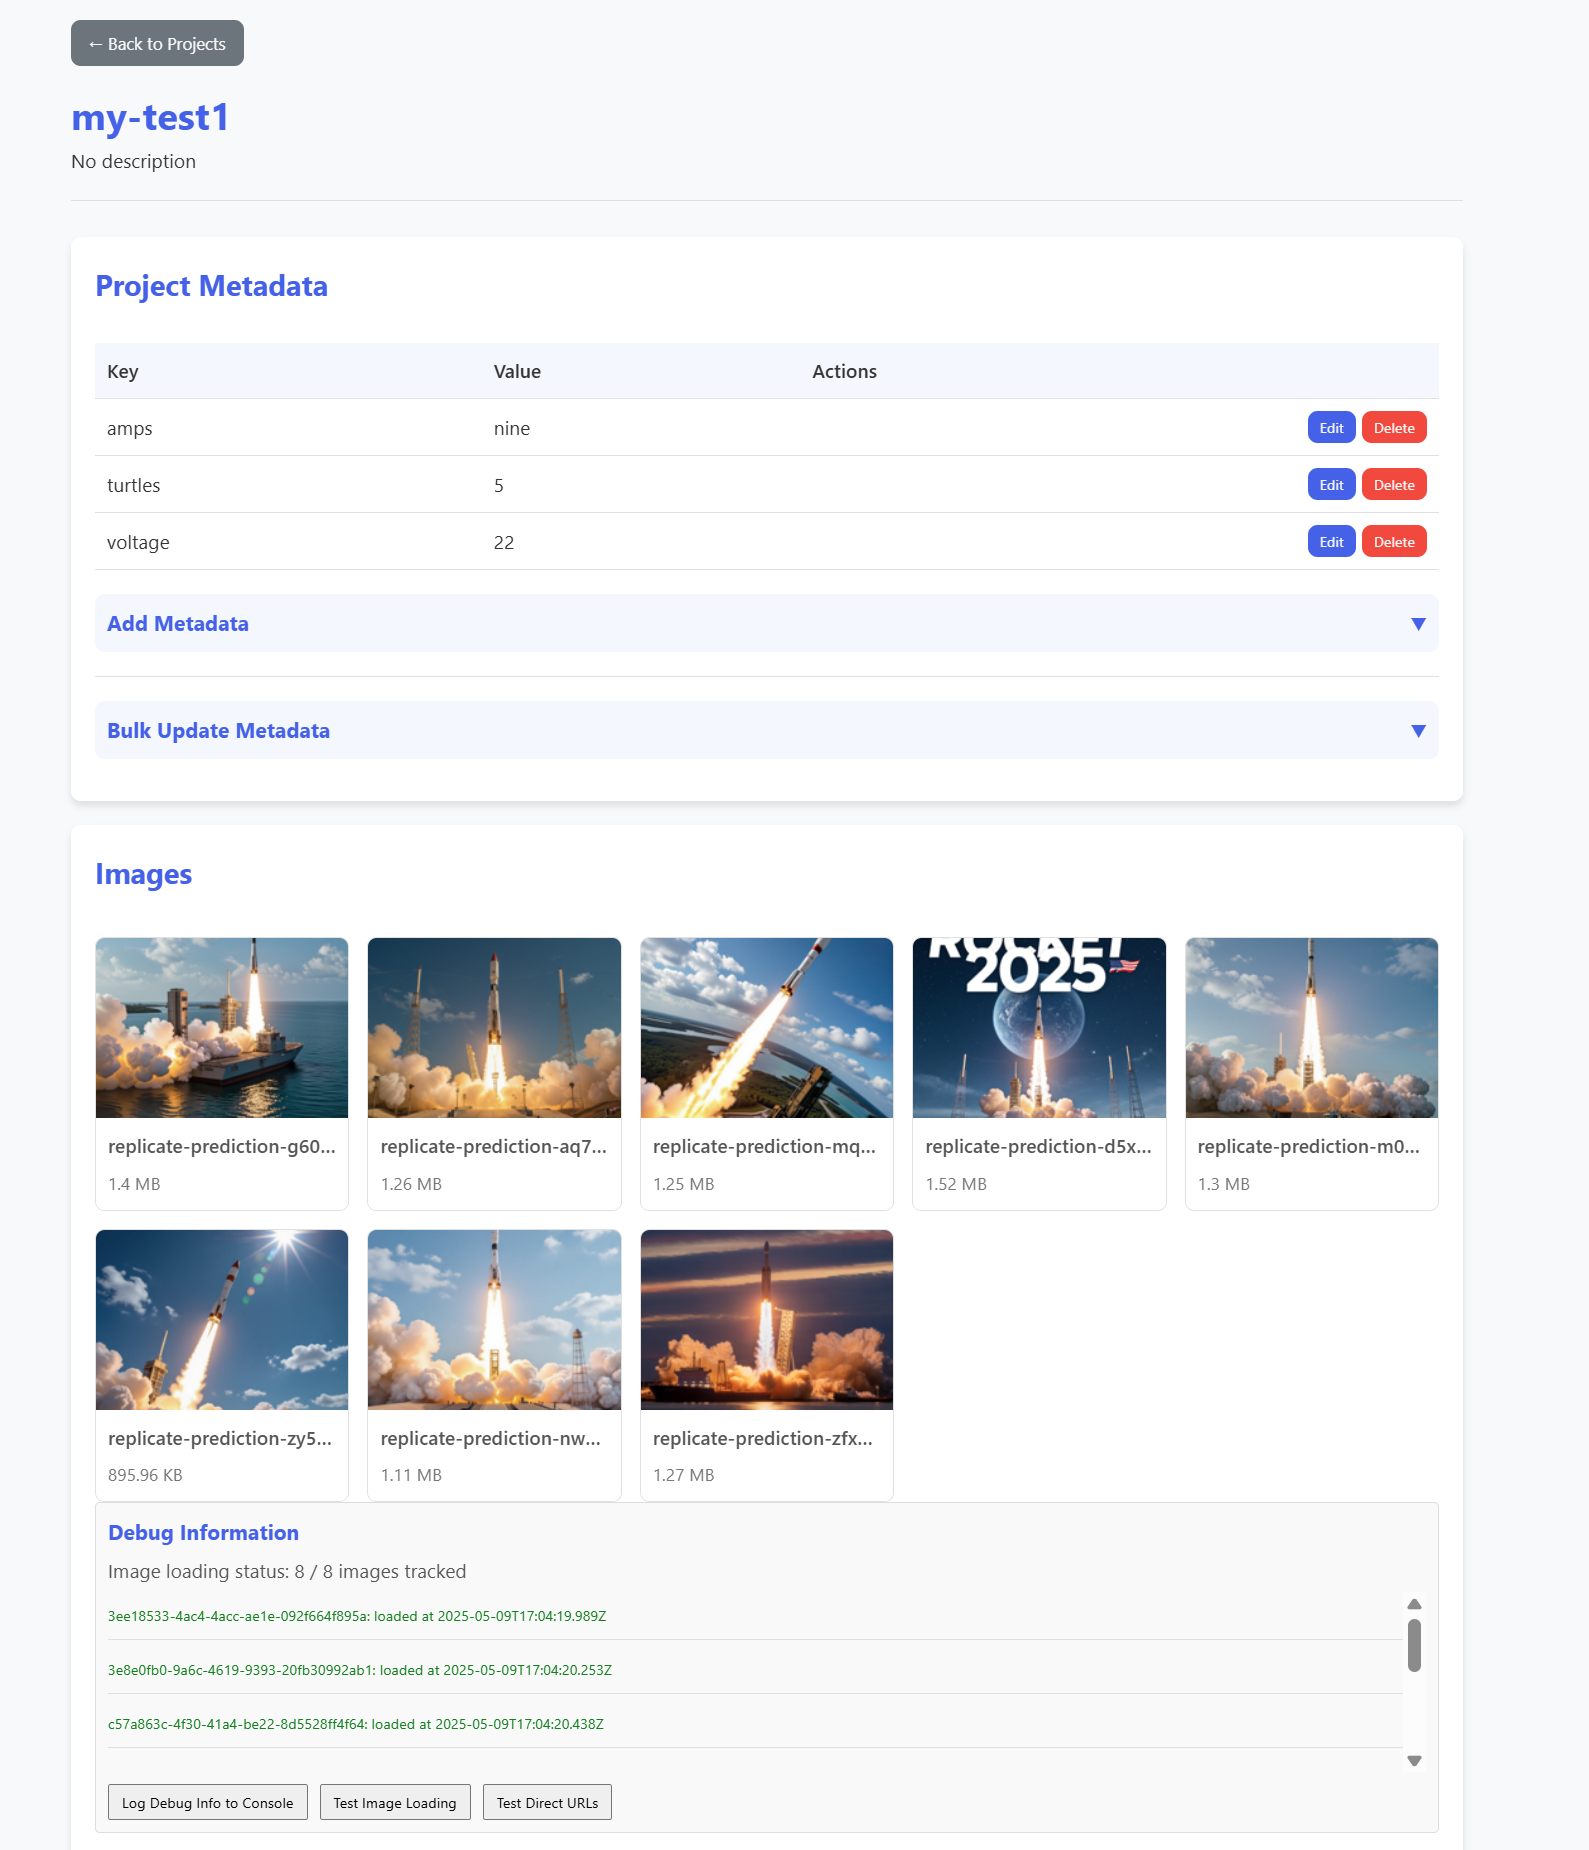 ← Back to Projects
my-test1
No description
Project Metadata
Key Value Actions
amps nine Edit Delete
turtles 5 Edit Delete
voltage 22 Edit Delete
Add Metadata ▼
Bulk Update Metadata ▼
Images
ROCKET
2025
replicate-prediction-g60... replicate-prediction-aq7... replicate-prediction-mq... replicate-prediction-d5x... replicate-prediction-m0...
1.4 MB 1.26 MB 1.25 MB 1.52 MB 1.3 MB
replicate-prediction-zy5... replicate-prediction-nw... replicate-prediction-zfx...
895.96 KB 1.11 MB 1.27 MB
Debug Information
Image loading status: 8 / 8 images tracked
3ee18533-4ac4-4acc-ae1e-092f664f895a: loaded at 2025-05-09T17:04:19.989Z
3e8e0fb0-9a6c-4619-9393-20fb30992ab1: loaded at 2025-05-09T17:04:20.253Z
c57a863c-4f30-41a4-be22-8d5528ff4f64: loaded at 2025-05-09T17:04:20.438Z
Log Debug Info to Console Test Image Loading Test Direct URLs